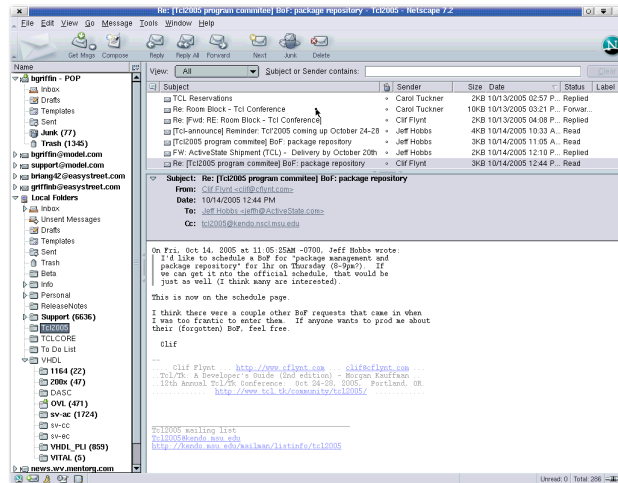 Re: [Tcl2005 program commitee] BoF: package repository - Tcl2005 - Netscape 7.2
File Edit View Go Message Tools Window Help
Get Msgs Compose Reply Reply All Forward Next Junk Delete
Name
View: All Subject or Sender contains: Clear
Subject Sender Size Date Status Label
TCL Reservations Carol Tuckner 2KB 10/13/2005 02:57 P... Replied
Re: Room Block - Tcl Conference Carol Tuckner 10KB 10/13/2005 03:21 P... Forwar...
Re: [Fwd: RE: Room Block - Tcl Conference] Clif Flynt 2KB 10/13/2005 04:08 P... Replied
[Tcl-announce] Reminder: Tcl'2005 coming up October 24-28 Jeff Hobbs 4KB 10/14/2005 10:33 A... Read
[Tcl2005 program commitee] BoF: package repository Jeff Hobbs 3KB 10/14/2005 11:05 A... Read
FW: ActiveState Shipment (TCL) - Delivery by October 20th Jeff Hobbs 2KB 10/14/2005 12:10 P... Replied
Re: [Tcl2005 program commitee] BoF: package repository Clif Flynt 3KB 10/14/2005 12:44 P... Read
bgriffin - POP
Inbox
Drafts
Templates
Sent
Junk (77)
Trash (1345)
bgriffin@model.com
support@model.com
briang42@easystreet.com
griffinb@easystreet.com
Local Folders
Inbox
Unsent Messages
Drafts
Templates
Sent
Trash
Beta
Info
Personal
ReleaseNotes
Support (6636)
Tcl2005
TCLCORE
To Do List
VHDL
1164 (22)
200x (47)
DASC
OVL (471)
sv-ac (1724)
sv-cc
sv-ec
VHDL_PLI (859)
VITAL (5)
news.wv.mentorg.com
Subject: Re: [Tcl2005 program commitee] BoF: package repository
From: Clif Flynt <clif@cflynt.com>
Date: 10/14/2005 12:44 PM
To: Jeff Hobbs <jeffh@ActiveState.com>
Cc: tcl2005@kendo.nscl.msu.edu
On Fri, Oct 14, 2005 at 11:05:25AM -0700, Jeff Hobbs wrote:
I'd like to schedule a BoF for "package management and
package repository" for 1hr on Thursday (8-9pm?). If
we can get it nto the official schedule, that would be
just as well (I think many are interested).
This is now on the schedule page.
I think there were a couple other BoF requests that came in when
I was too frantic to enter them. If anyone wants to prod me about
their (forgotten) BoF, feel free.
Clif
--
.... Clif Flynt ... http://www.cflynt.com ... clif@cflynt.com ...
..Tcl/Tk: A Developer's Guide (2nd edition) - Morgan Kauffman ..
..12th Annual Tcl/Tk Conference: Oct 24-28, 2005, Portland, OR
............. http://www.tcl.tk/community/tcl2005/ ............
Tcl2005 mailing list
Tcl2005@kendo.msu.edu
http://kendo.msu.edu/mailman/listinfo/tcl2005
Unread: 0 Total: 286